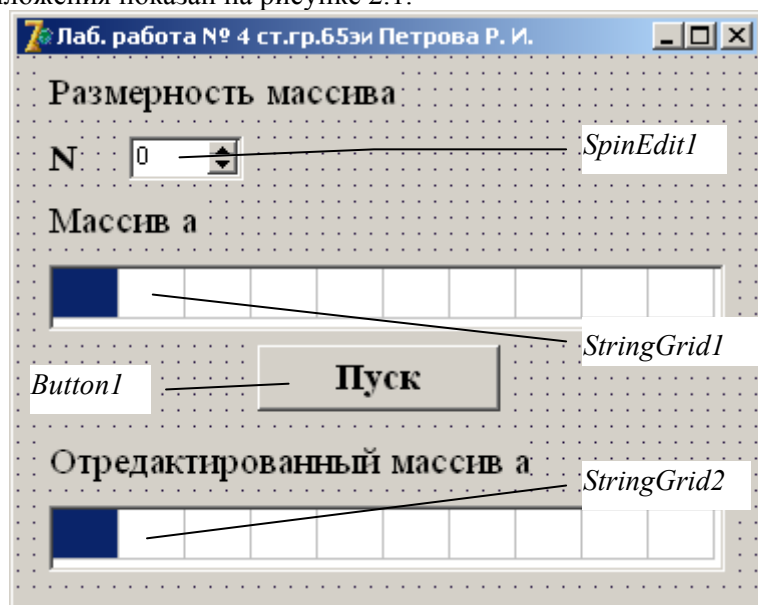 ложения показан на рисунке 2.1.
Лаб. работа № 4 ст.гр.65эи Петрова Р. И.
Размерность массива
N 0 SpinEdit1
Массив а
StringGrid1
Button1 Пуск
Отредактированный массив а
StringGrid2